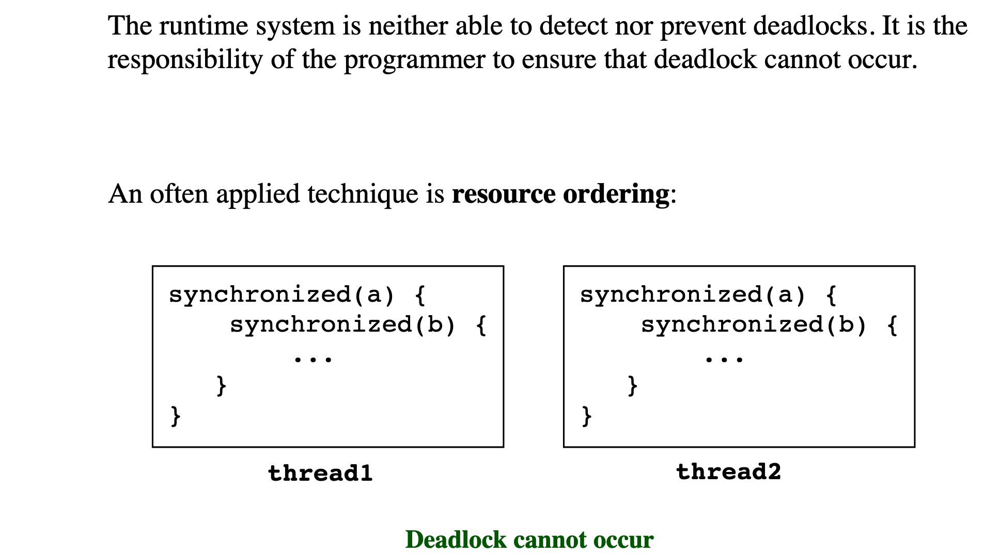 The runtime system is neither able to detect nor prevent deadlocks. It is the
responsibility of the programmer to ensure that deadlock cannot occur.
An often applied technique is resource ordering:
synchronized(a) {
synchronized(b) {
...
}
}
thread1
synchronized(a) {
synchronized(b) {
...
}
}
thread2
Deadlock cannot occur